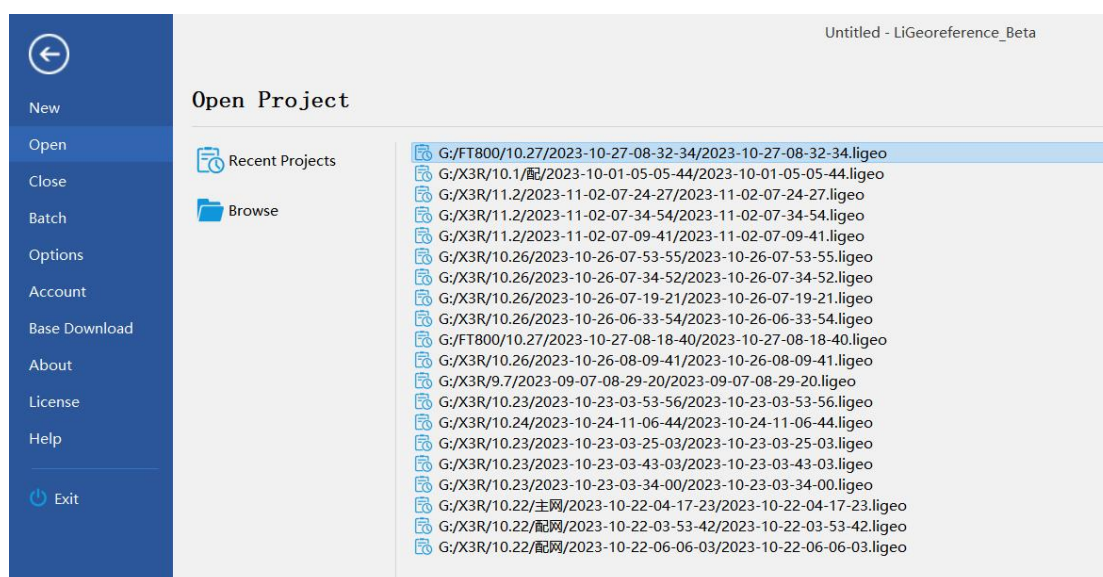 Untitled - LiGeoreference_Beta
New
Open
Close
Batch
Options
Account
Base Download
About
License
Help
Exit
Open Project
Recent Projects
Browse
G:/FT800/10.27/2023-10-27-08-32-34/2023-10-27-08-32-34.ligeo
G:/X3R/10.1/配/2023-10-01-05-05-44/2023-10-01-05-05-44.ligeo
G:/X3R/11.2/2023-11-02-07-24-27/2023-11-02-07-24-27.ligeo
G:/X3R/11.2/2023-11-02-07-34-54/2023-11-02-07-34-54.ligeo
G:/X3R/11.2/2023-11-02-07-09-41/2023-11-02-07-09-41.ligeo
G:/X3R/10.26/2023-10-26-07-53-55/2023-10-26-07-53-55.ligeo
G:/X3R/10.26/2023-10-26-07-34-52/2023-10-26-07-34-52.ligeo
G:/X3R/10.26/2023-10-26-07-19-21/2023-10-26-07-19-21.ligeo
G:/X3R/10.26/2023-10-26-06-33-54/2023-10-26-06-33-54.ligeo
G:/FT800/10.27/2023-10-27-08-18-40/2023-10-27-08-18-40.ligeo
G:/X3R/10.26/2023-10-26-08-09-41/2023-10-26-08-09-41.ligeo
G:/X3R/9.7/2023-09-07-08-29-20/2023-09-07-08-29-20.ligeo
G:/X3R/10.23/2023-10-23-03-53-56/2023-10-23-03-53-56.ligeo
G:/X3R/10.24/2023-10-24-11-06-44/2023-10-24-11-06-44.ligeo
G:/X3R/10.23/2023-10-23-03-25-03/2023-10-23-03-25-03.ligeo
G:/X3R/10.23/2023-10-23-03-43-03/2023-10-23-03-43-03.ligeo
G:/X3R/10.23/2023-10-23-03-34-00/2023-10-23-03-34-00.ligeo
G:/X3R/10.22/主网/2023-10-22-04-17-23/2023-10-22-04-17-23.ligeo
G:/X3R/10.22/配网/2023-10-22-03-53-42/2023-10-22-03-53-42.ligeo
G:/X3R/10.22/配网/2023-10-22-06-06-03/2023-10-22-06-06-03.ligeo